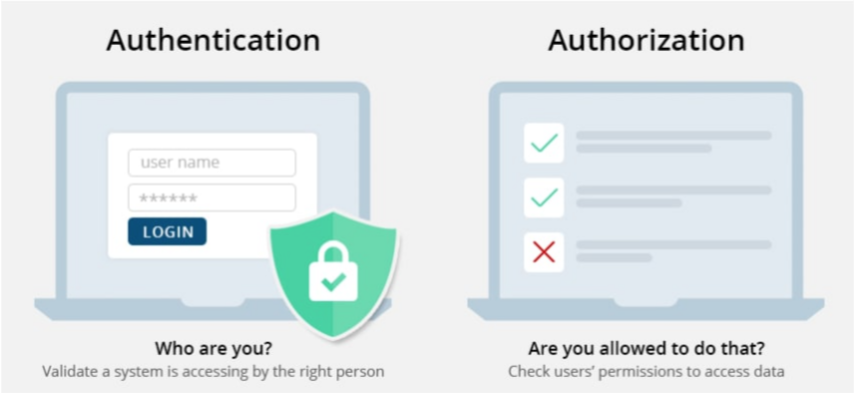 Authentication
user name
******
LOGIN
Who are you?
Validate a system is accessing by the right person
Authorization
Are you allowed to do that?
Check users' permissions to access data